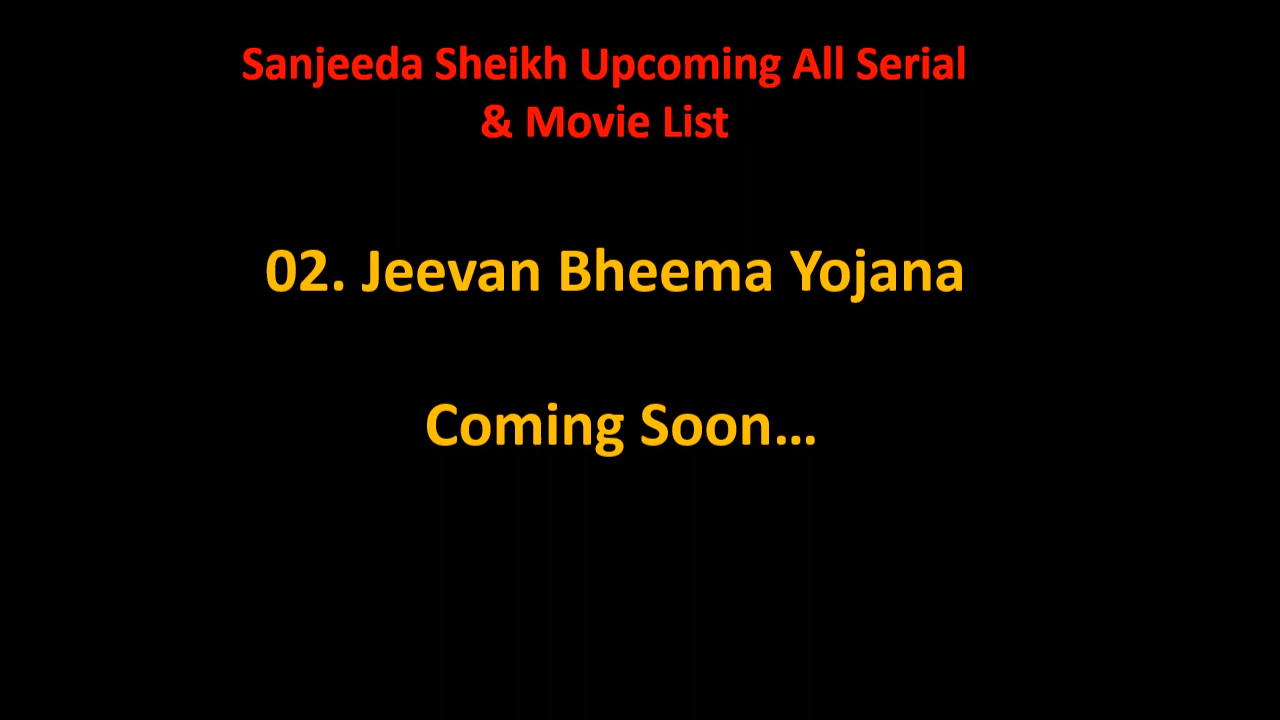 Sanjeeda Sheikh Upcoming All Serial
& Movie List
02. Jeevan Bheema Yojana
Coming Soon...